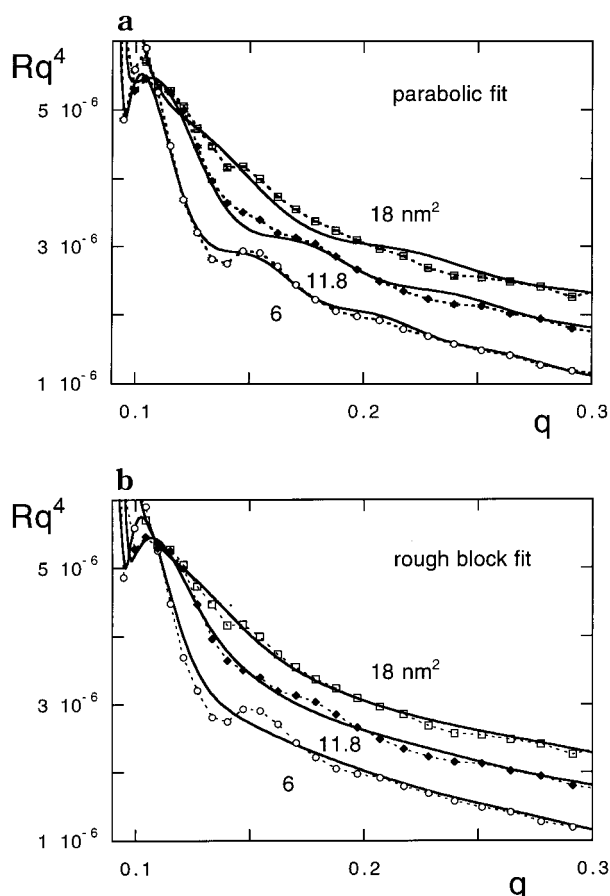 a
Rq⁴
parabolic fit
5 10⁻⁶
18 nm²
3 10⁻⁶
11.8
6
1 10⁻⁶
0.1
0.2
0.3
q
b
Rq⁴
rough block fit
5 10⁻⁶
18 nm²
3 10⁻⁶
11.8
6
1 10⁻⁶
0.1
0.2
0.3
q